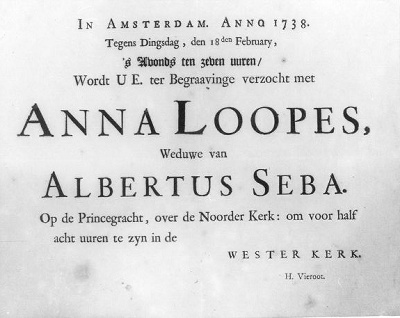 IN AMSTERDAM. ANNO 1738.
Tegens Dingsdag, den 18 den February,
's Avonds ten zeven uuren/
Wordt U E. ter Begraavinge verzocht met
ANNA LOOPES,
Weduwe van
ALBERTUS SEBA.
Op de Princegracht, over de Noorder Kerk: om voor half
acht uuren te zyn in de
WESTER KERK.
H. Vieroot.